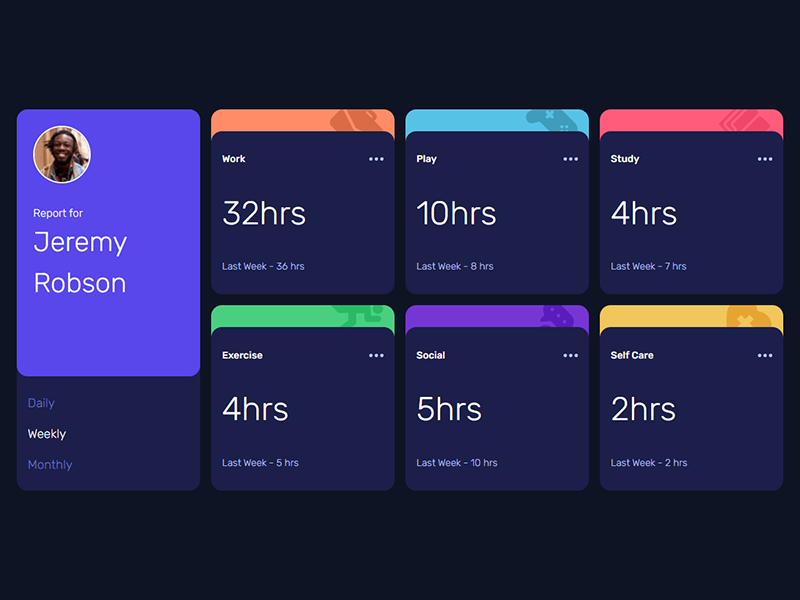 Report for
Jeremy
Robson
Daily
Weekly
Monthly
Work
32hrs
Last Week - 36 hrs
Play
10hrs
Last Week - 8 hrs
Study
4hrs
Last Week - 7 hrs
Exercise
4hrs
Last Week - 5 hrs
Social
5hrs
Last Week - 10 hrs
Self Care
2hrs
Last Week - 2 hrs